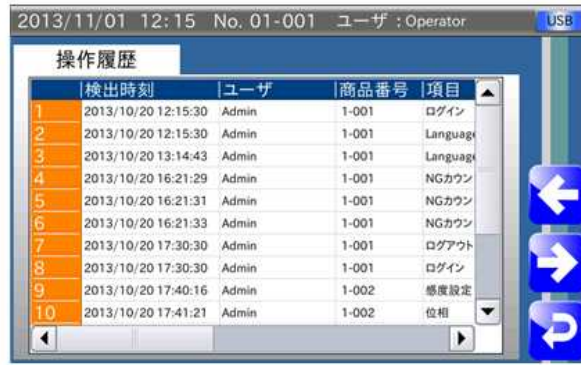 2013/11/01 12:15 No. 01-001 ユーザ : Operator USB
操作履歴
検出時刻 ユーザ 商品番号 項目
1 2013/10/20 12:15:30 Admin 1-001 ログイン
2 2013/10/20 12:15:30 Admin 1-001 Language
3 2013/10/20 13:14:43 Admin 1-001 Language
4 2013/10/20 16:21:29 Admin 1-001 NGカウン
5 2013/10/20 16:21:31 Admin 1-001 NGカウン
6 2013/10/20 16:21:33 Admin 1-001 NGカウン
7 2013/10/20 17:30:30 Admin 1-001 ログアウト
8 2013/10/20 17:30:30 Admin 1-001 ログイン
9 2013/10/20 17:40:16 Admin 1-002 感度設定
10 2013/10/20 17:41:21 Admin 1-002 位相